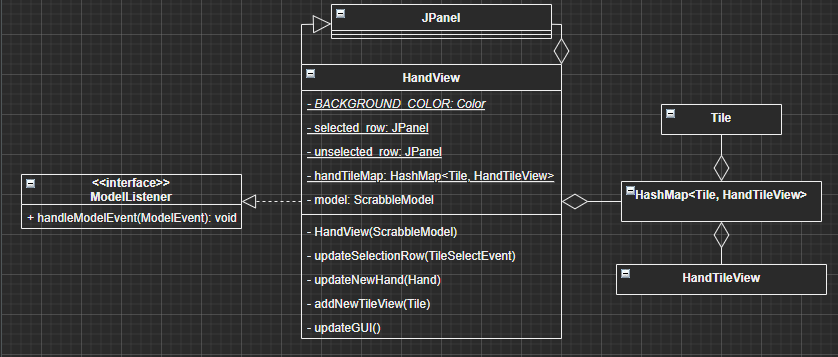 JPanel
HandView
- BACKGROUND_COLOR: Color
- selected_row: JPanel
- unselected_row: JPanel
- handTileMap: HashMap<Tile, HandTileView>
- model: ScrabbleModel
- HandView(ScrabbleModel)
- updateSelectionRow(TileSelectEvent)
- updateNewHand(Hand)
- addNewTileView(Tile)
- updateGUI()
<<interface>>
ModelListener
+ handleModelEvent(ModelEvent): void
Tile
HashMap<Tile, HandTileView>
HandTileView